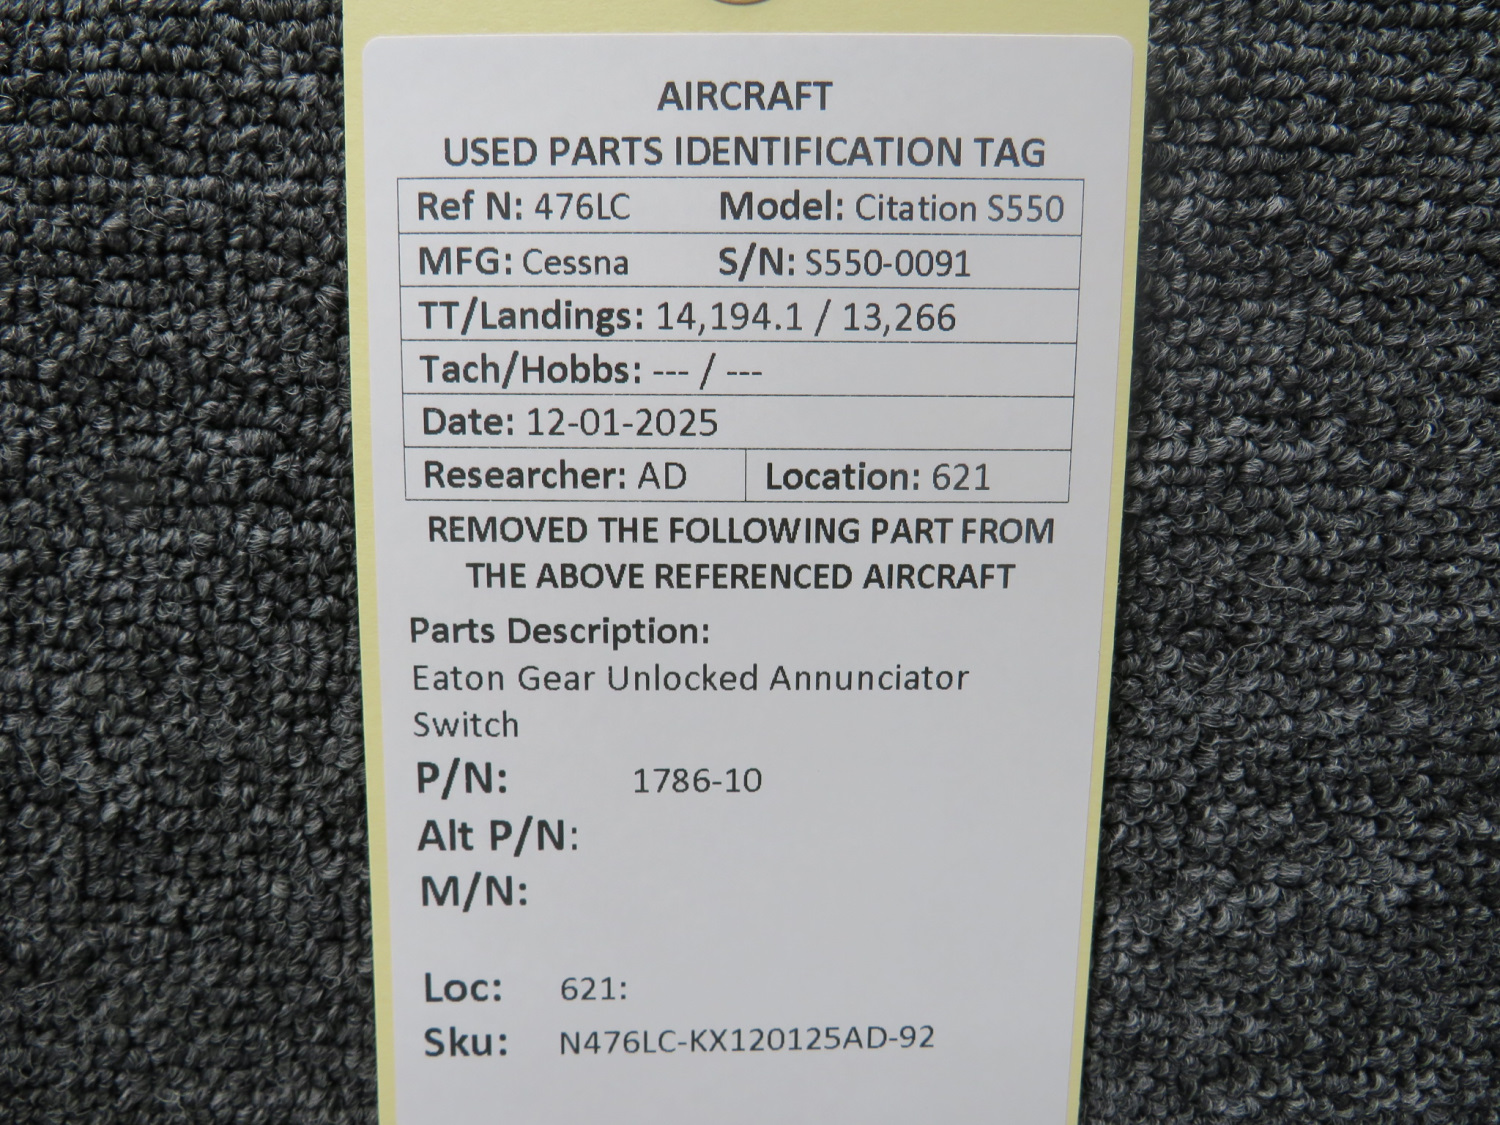 AIRCRAFT
USED PARTS IDENTIFICATION TAG
Ref N: 476LC Model: Citation S550
MFG: Cessna S/N: S550-0091
TT/Landings: 14,194.1 / 13,266
Tach/Hobbs: --- / ---
Date: 12-01-2025
Researcher: AD Location: 621
REMOVED THE FOLLOWING PART FROM
THE ABOVE REFERENCED AIRCRAFT
Parts Description:
Eaton Gear Unlocked Annunciator
Switch
P/N: 1786-10
Alt P/N:
M/N:
Loc: 621:
Sku: N476LC-KX120125AD-92